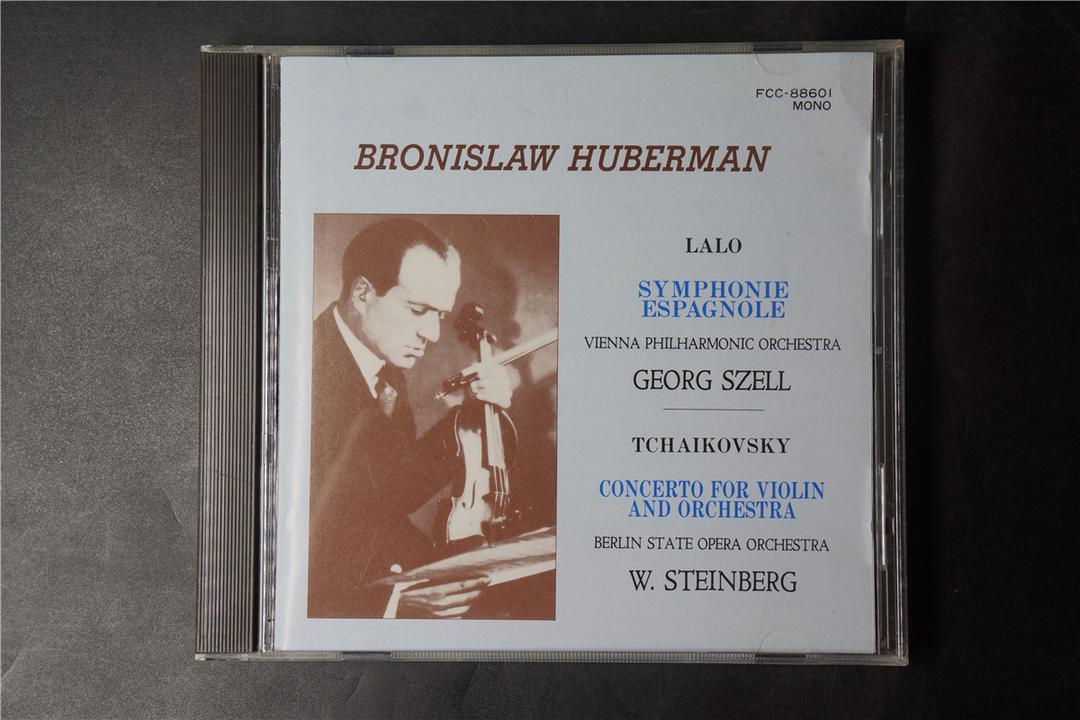 FCC-88601
MONO
BRONISLAW HUBERMAN
LALO
SYMPHONIE
ESPAGNOLE
VIENNA PHILHARMONIC ORCHESTRA
GEORG SZELL
TCHAIKOVSKY
CONCERTO FOR VIOLIN
AND ORCHESTRA
BERLIN STATE OPERA ORCHESTRA
W. STEINBERG